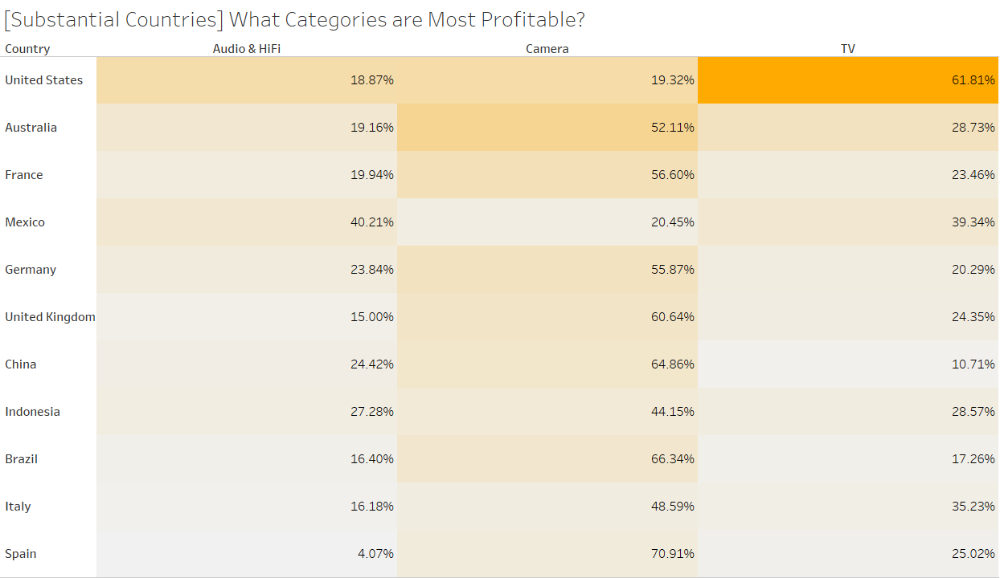 [Substantial Countries] What Categories are Most Profitable?
Country Audio & HiFi Camera TV
United States 18.87% 19.32% 61.81%
Australia 19.16% 52.11% 28.73%
France 19.94% 56.60% 23.46%
Mexico 40.21% 20.45% 39.34%
Germany 23.84% 55.87% 20.29%
United Kingdom 15.00% 60.64% 24.35%
China 24.42% 64.86% 10.71%
Indonesia 27.28% 44.15% 28.57%
Brazil 16.40% 66.34% 17.26%
Italy 16.18% 48.59% 35.23%
Spain 4.07% 70.91% 25.02%